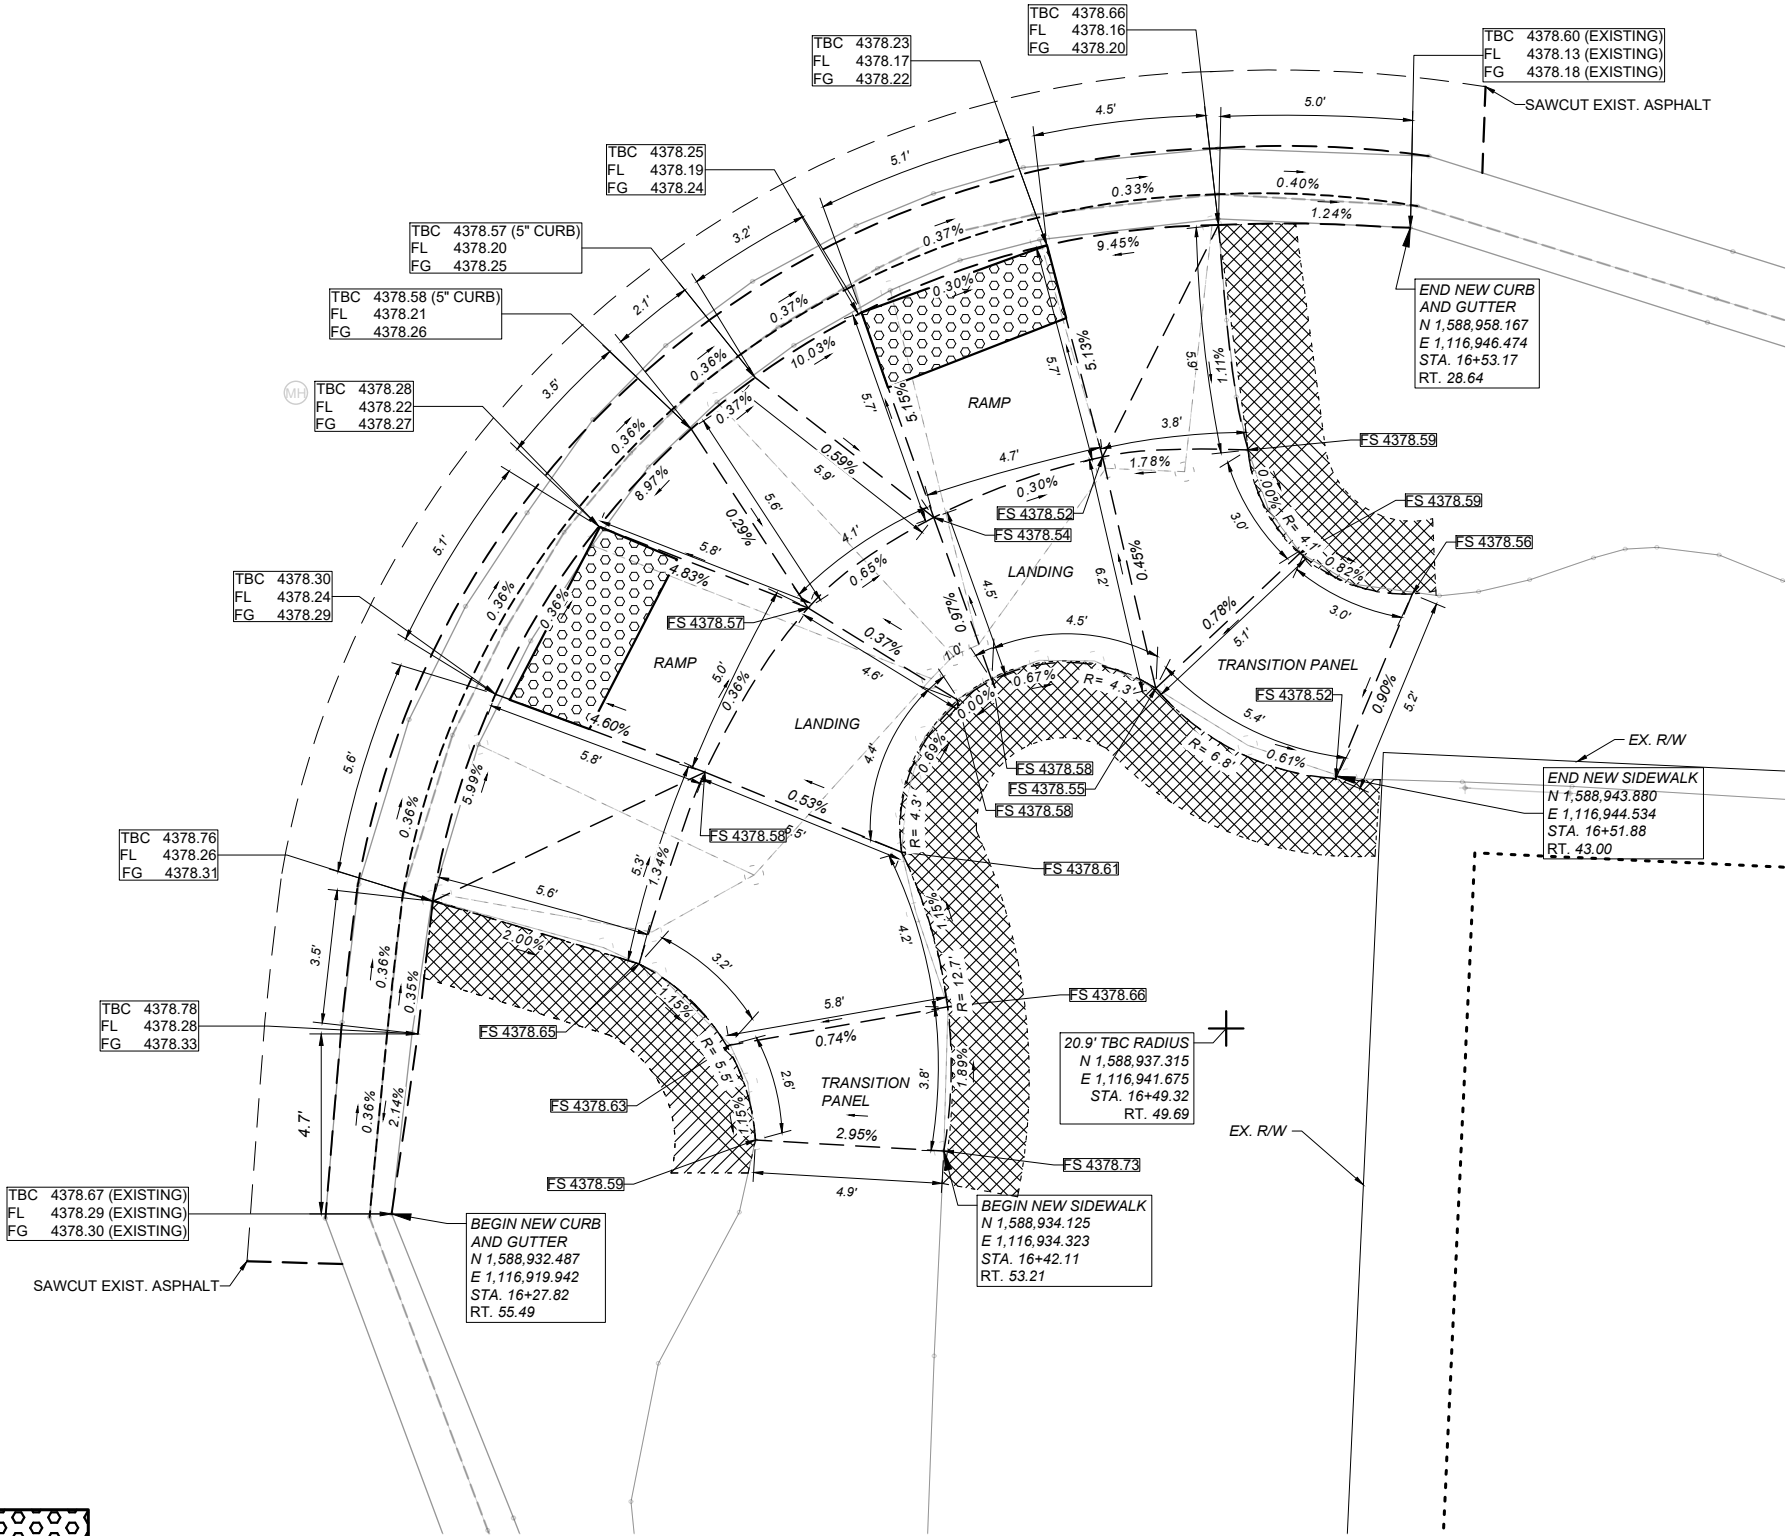 TBC 4378.66
FL 4378.16
FG 4378.20
TBC 4378.60 (EXISTING)
FL 4378.13 (EXISTING)
FG 4378.18 (EXISTING)
TBC 4378.23
FL 4378.17
FG 4378.22
SAWCUT EXIST. ASPHALT
4.5'
5.0'
5.1'
TBC 4378.25
FL 4378.19
FG 4378.24
0.33%
0.40%
1.24%
3.2'
0.37%
9.45%
TBC 4378.57 (5" CURB)
FL 4378.20
FG 4378.25
0.30%
0.37%
2.1'
TBC 4378.58 (5" CURB)
FL 4378.21
FG 4378.26
END NEW CURB
AND GUTTER
N 1,588,958.167
E 1,116,946.474
STA. 16+53.17
RT. 28.64
10.03%
0.36%
5.13%
5.7'
5.9'
1.11%
3.5'
MH
TBC 4378.28
FL 4378.22
FG 4378.27
0.37%
5.7'
5.15%
RAMP
0.36%
3.8'
FS 4378.59
0.59%
5.9'
4.7'
1.78%
8.97%
0.30%
0.00%
5.6'
FS 4378.52
FS 4378.59
3.0'
R= 4.1'
0.29%
FS 4378.54
4.1'
FS 4378.56
5.1'
5.8'
4.83%
0.65%
0.45%
6.2'
LANDING
0.82%
TBC 4378.30
FL 4378.24
FG 4378.29
0.36%
0.36%
4.5'
0.97%
0.78%
3.0'
FS 4378.57
0.37%
4.5'
5.1'
RAMP
5.0'
4.6'
1.0'
TRANSITION PANEL
0.67%
R= 4.3'
FS 4378.52
0.90%
5.2'
0.36%
0.00%
4.60%
LANDING
5.4'
5.6'
5.8'
4.4'
0.69%
R= 6.8'
0.61%
EX. R/W
FS 4378.58
FS 4378.55
FS 4378.58
5.99%
0.53%
5.5'
R= 4.3'
END NEW SIDEWALK
N 1,588,943.880
E 1,116,944.534
STA. 16+51.88
RT. 43.00
0.36%
FS 4378.58
TBC 4378.76
FL 4378.26
FG 4378.31
5.3'
1.34%
FS 4378.61
5.6'
1.15%
4.2'
2.00%
3.5'
0.36%
0.35%
3.2'
1.15%
R= 12.7'
FS 4378.66
5.8'
TBC 4378.78
FL 4378.28
FG 4378.33
FS 4378.65
0.74%
20.9' TBC RADIUS
N 1,588,937.315
E 1,116,941.675
STA. 16+49.32
RT. 49.69
R= 5.5'
2.6'
3.8'
1.89%
TRANSITION
PANEL
4.7'
0.36%
2.14%
FS 4378.63
1.15%
2.95%
EX. R/W
FS 4378.73
FS 4378.59
4.9'
TBC 4378.67 (EXISTING)
FL 4378.29 (EXISTING)
FG 4378.30 (EXISTING)
BEGIN NEW CURB
AND GUTTER
N 1,588,932.487
E 1,116,919.942
STA. 16+27.82
RT. 55.49
BEGIN NEW SIDEWALK
N 1,588,934.125
E 1,116,934.323
STA. 16+42.11
RT. 53.21
SAWCUT EXIST. ASPHALT